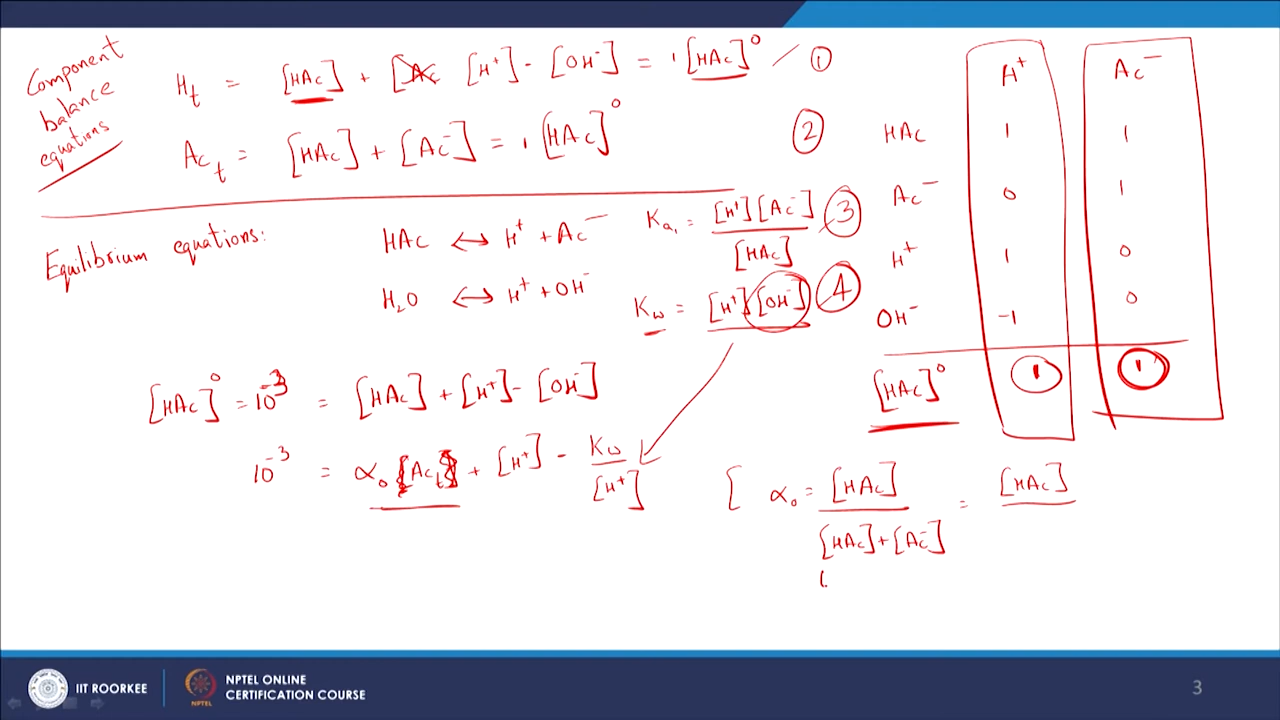 Component balance equations
H_t = [HAc] + [Ac [H⁺] - [OH⁻] = 1 [HAc]⁰ / ①
Ac_t = [HAc] + [Ac⁻] = 1 [HAc]⁰ ②
Equilibrium equations:
HAc ↔ H⁺ + Ac⁻ K_a₁ = [H⁺][Ac⁻] / [HAc] ③
H₂O ↔ H⁺ + OH⁻ K_w = [H⁺][OH⁻] ④
[HAc]⁰ = 10⁻³ = [HAc] + [H⁺] - [OH⁻]
10⁻³ = α₀ [Ac_t] + [H⁺] - K_w / [H⁺]
H⁺ Ac⁻
HAc 1 1
Ac⁻ 0 1
H⁺ 1 0
OH⁻ -1 0
[HAc]⁰ 1 1
[ α₀ = [HAc] / [HAc] + [Ac⁻] = [HAc]
IIT ROORKEE
NPTEL
NPTEL ONLINE
CERTIFICATION COURSE
3